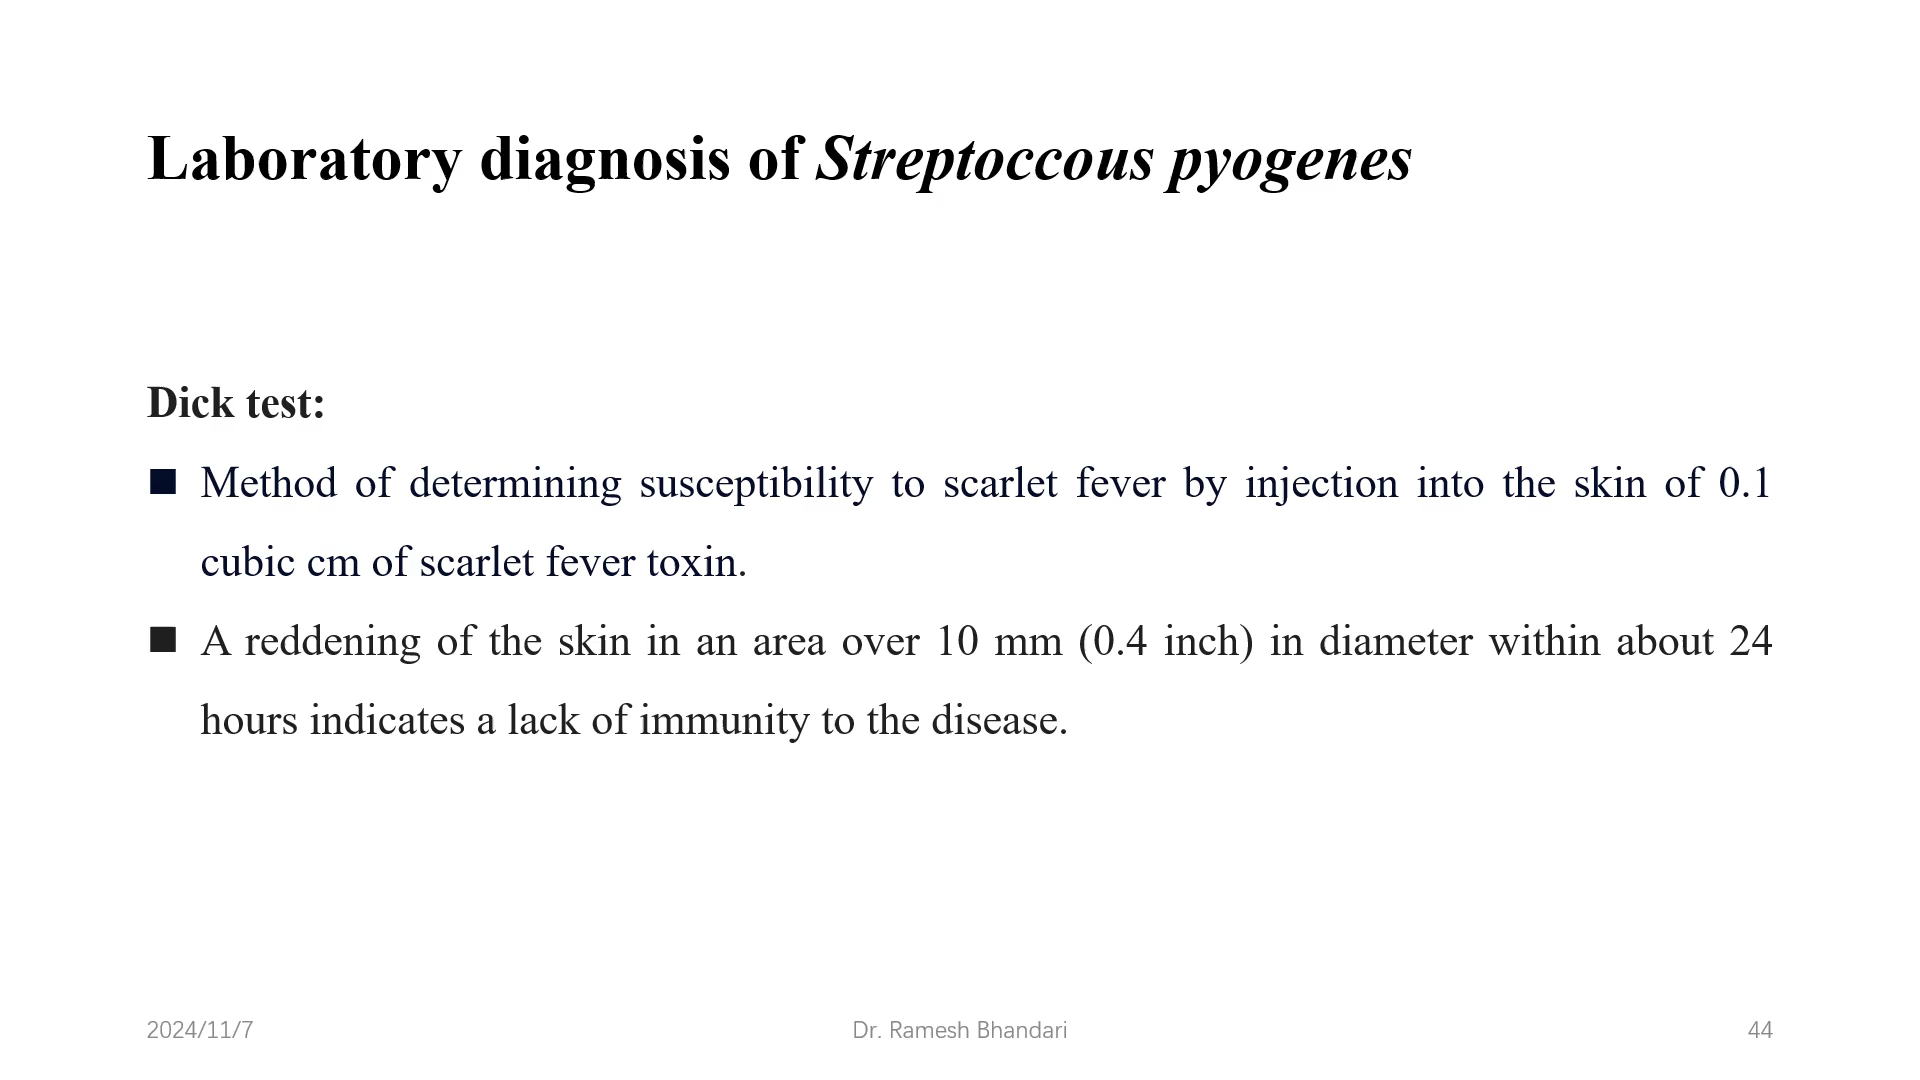 Laboratory diagnosis of Streptoccous pyogenes
Dick test:
■ Method of determining susceptibility to scarlet fever by injection into the skin of 0.1
cubic cm of scarlet fever toxin.
■ A reddening of the skin in an area over 10 mm (0.4 inch) in diameter within about 24
hours indicates a lack of immunity to the disease.
2024/11/7
Dr. Ramesh Bhandari
44